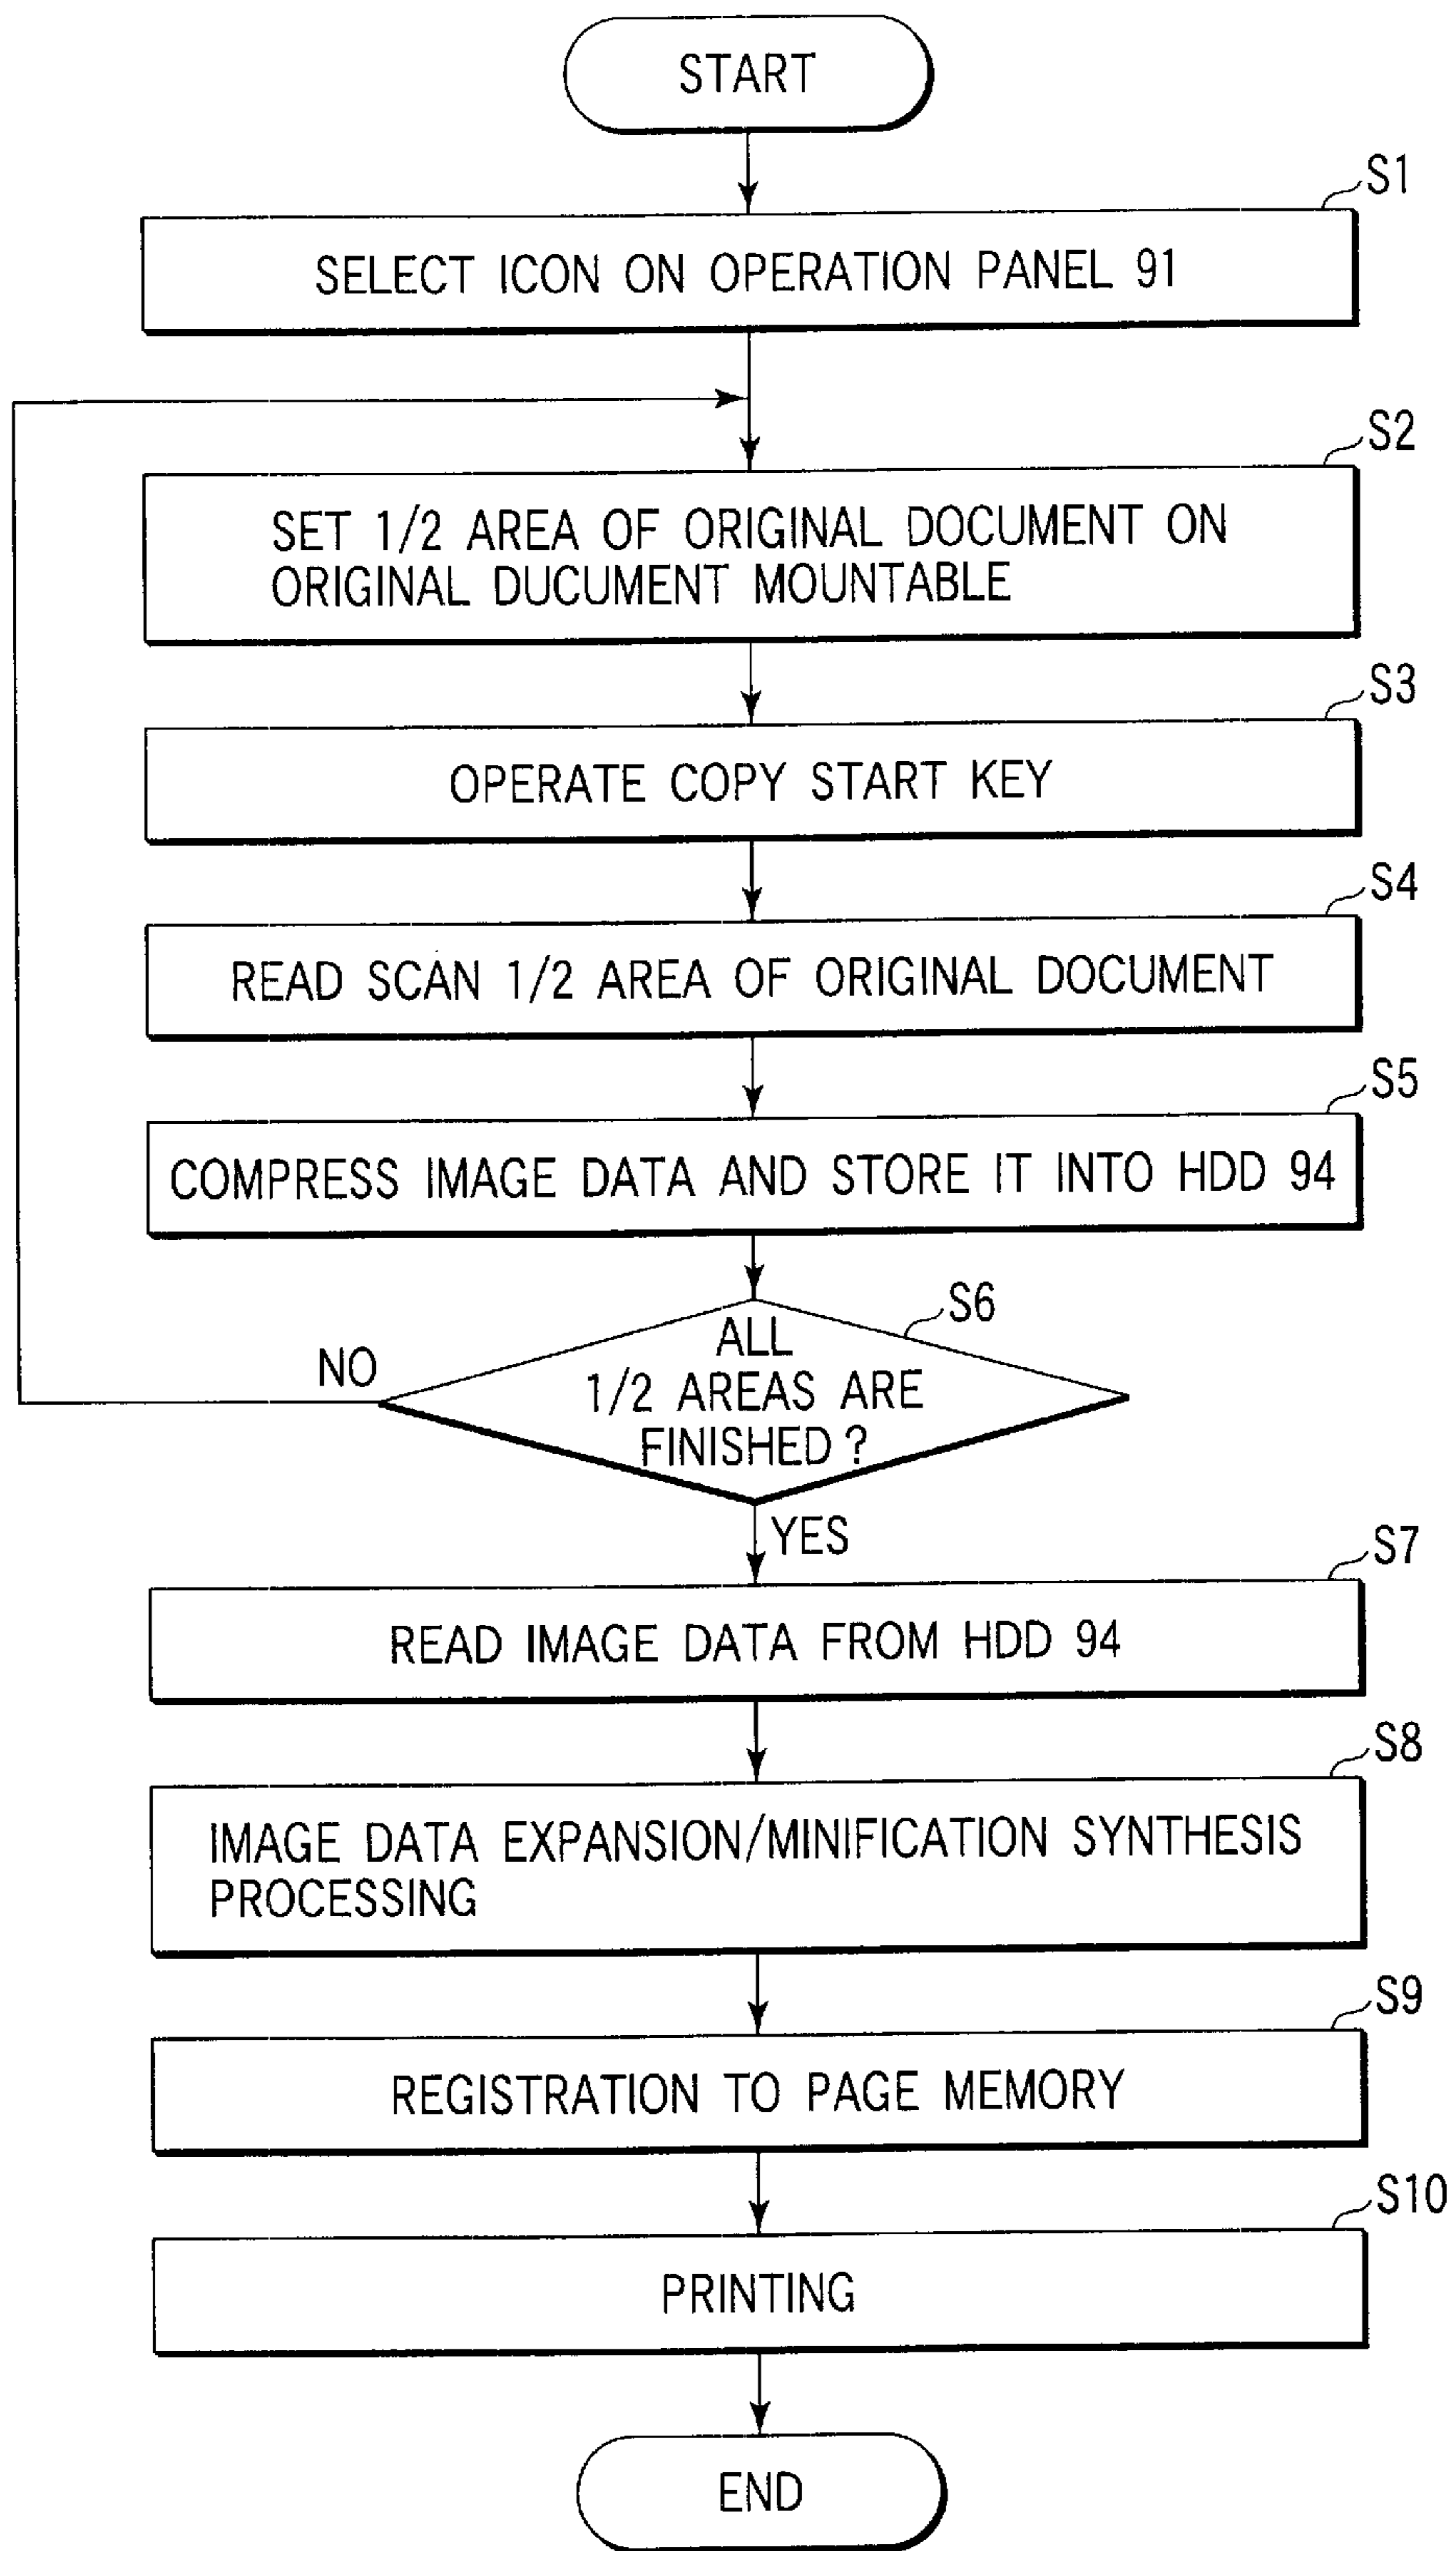 START
S1
SELECT ICON ON OPERATION PANEL 91
S2
SET 1/2 AREA OF ORIGINAL DOCUMENT ON
ORIGINAL DUCUMENT MOUNTABLE
S3
OPERATE COPY START KEY
S4
READ SCAN 1/2 AREA OF ORIGINAL DOCUMENT
S5
COMPRESS IMAGE DATA AND STORE IT INTO HDD 94
S6
ALL
1/2 AREAS ARE
FINISHED?
NO
YES
S7
READ IMAGE DATA FROM HDD 94
S8
IMAGE DATA EXPANSION/MINIFICATION SYNTHESIS
PROCESSING
S9
REGISTRATION TO PAGE MEMORY
S10
PRINTING
END